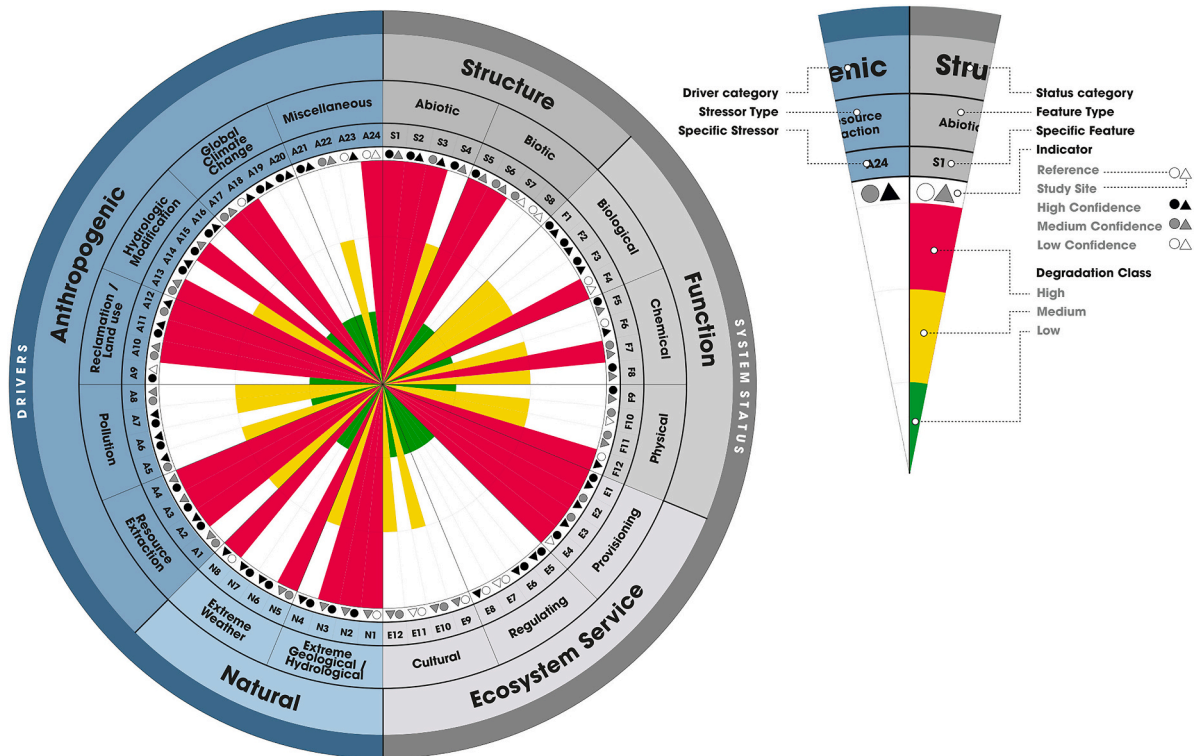 DRIVERS
SYSTEM STATUS
Anthropogenic
Natural
Structure
Function
Ecosystem Service
Miscellaneous
Global
Climate
Change
Hydrologic
Modification
Reclamation /
Land use
Pollution
Resource
Extraction
Extreme
Weather
Extreme
Geological /
Hydrological
Abiotic
Biotic
Biological
Chemical
Physical
Provisioning
Regulating
Cultural
S1
S2
S3
S4
S5
S6
S7
S8
F1
F2
F3
F4
F5
F6
F7
F8
F9
F10
F11
F12
E1
E2
E3
E4
E5
E6
E7
E8
E9
E10
E11
E12
N1
N2
N3
N4
N5
N6
N7
N8
A1
A2
A3
A4
A5
A6
A7
A8
A9
A10
A11
A12
A13
A14
A15
A16
A17
A18
A19
A20
A21
A22
A23
A24
enic
Stru
source
action
Abiotic
A24
S1
Driver category
Stressor Type
Specific Stressor
Status category
Feature Type
Specific Feature
Indicator
Reference
Study Site
High Confidence
Medium Confidence
Low Confidence
Degradation Class
High
Medium
Low